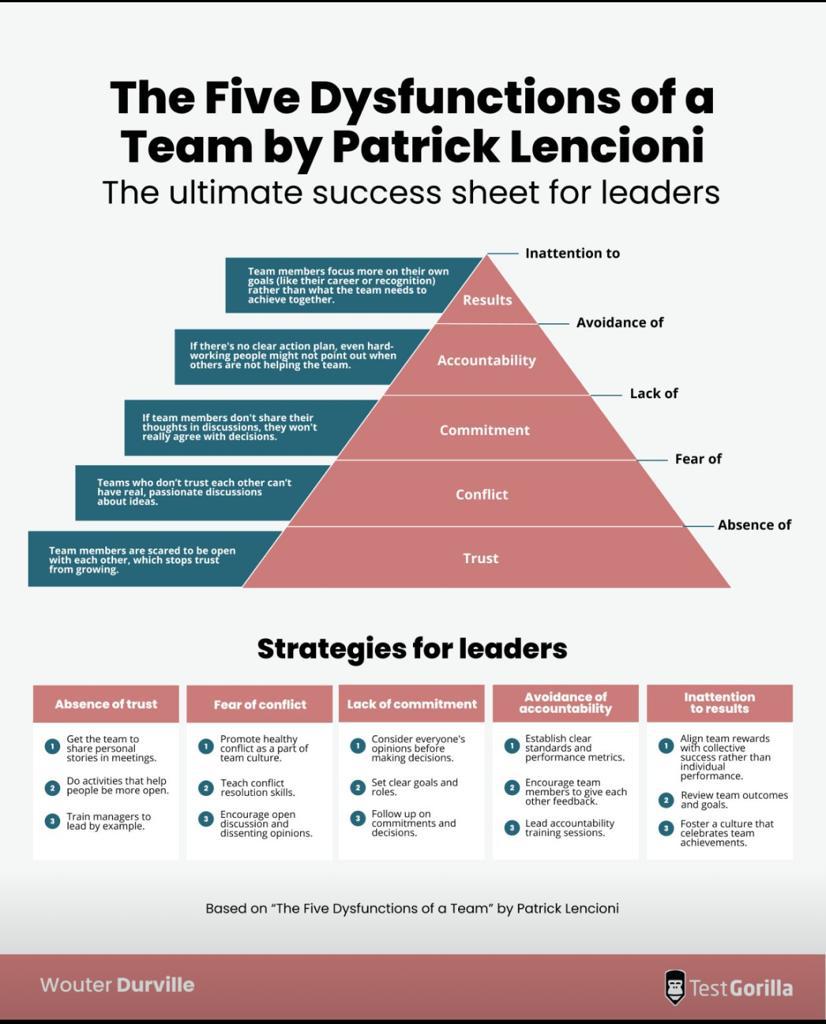 The Five Dysfunctions of a
Team by Patrick Lencioni
The ultimate success sheet for leaders
Inattention to
Team members focus more on their own
goals (like their career or recognition)
rather than what the team needs to
achieve together.
Results
Avoidance of
If there's no clear action plan, even hard-
working people might not point out when
others are not helping the team.
Accountability
Lack of
If team members don't share their
thoughts in discussions, they won't
really agree with decisions.
Commitment
Fear of
Teams who don't trust each other can't
have real, passionate discussions
about ideas.
Conflict
Absence of
Team members are scared to be open
with each other, which stops trust
from growing.
Trust
Strategies for leaders
Absence of trust
1 Get the team to
share personal
stories in meetings.
2 Do activities that help
people be more open.
3 Train managers to
lead by example.
Fear of conflict
1 Promote healthy
conflict as a part of
team culture.
2 Teach conflict
resolution skills.
3 Encourage open
discussion and
dissenting opinions.
Lack of commitment
1 Consider everyone's
opinions before
making decisions.
2 Set clear goals and
roles.
3 Follow up on
commitments and
decisions.
Avoidance of
accountability
1 Establish clear
standards and
performance metrics.
2 Encourage team
members to give each
other feedback.
3 Lead accountability
training sessions.
Inattention
to results
1 Align team rewards
with collective
success rather than
individual
performance.
2 Review team outcomes
and goals.
3 Foster a culture that
celebrates team
achievements.
Based on “The Five Dysfunctions of a Team” by Patrick Lencioni
Wouter Durville
TestGorilla